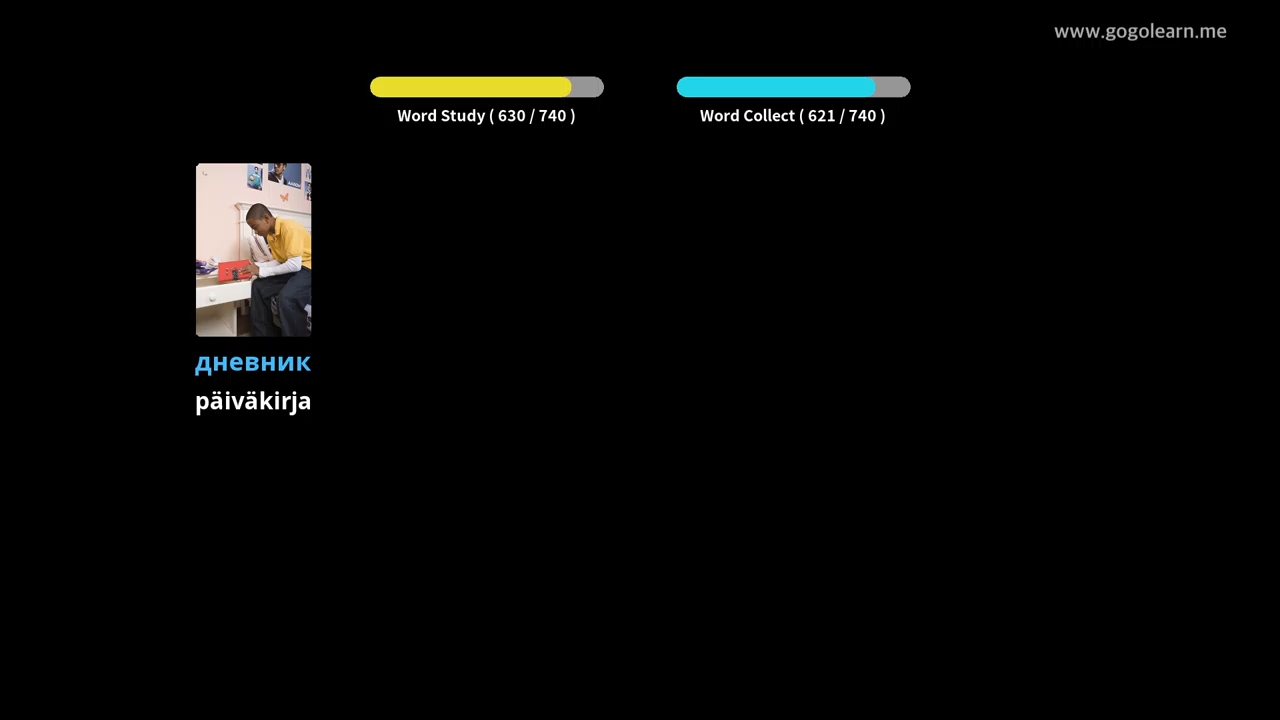 www.gogolearn.me
Word Study ( 630 / 740 )
Word Collect ( 621 / 740 )
дневник
päiväkirja